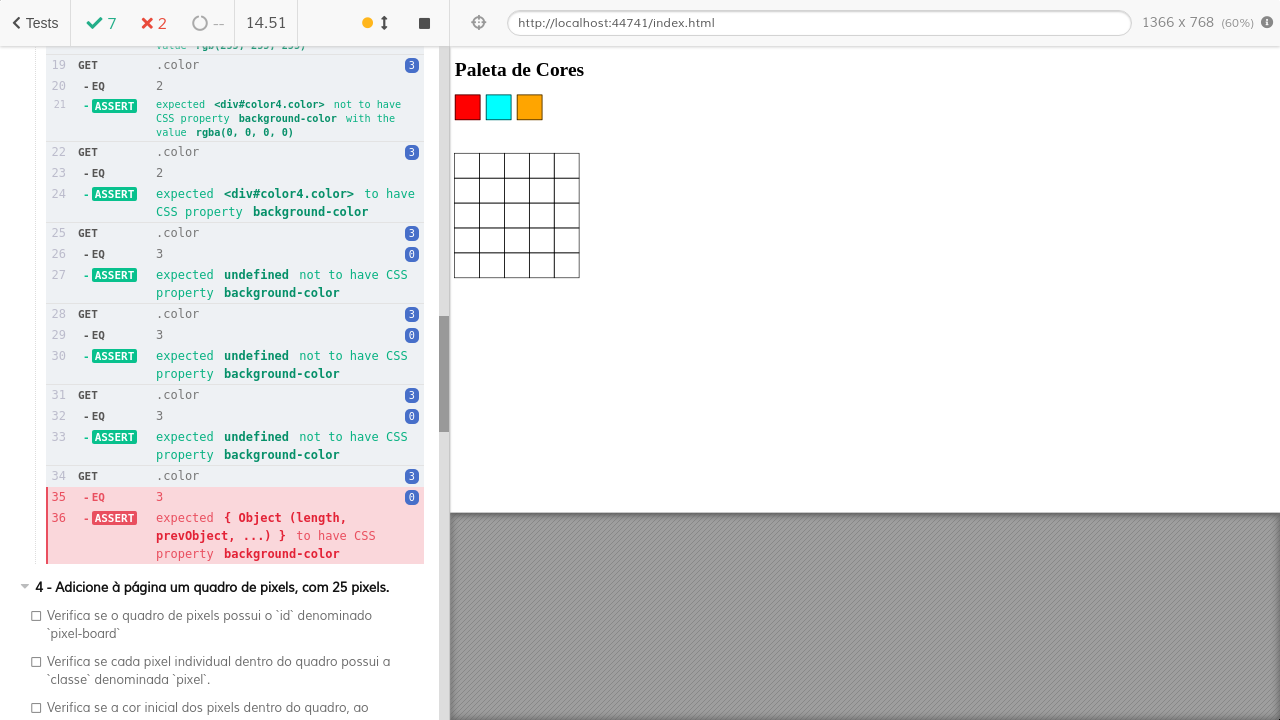 Tests 7 2 -- 14.51
http://localhost:44741/index.html 1366 x 768 (60%)
value rgb(255, 255, 255)
19 GET .color 3
20 - EQ 2
21 - ASSERT expected <div#color4.color> not to have
CSS property background-color with the
value rgba(0, 0, 0, 0)
22 GET .color 3
23 - EQ 2
24 - ASSERT expected <div#color4.color> to have
CSS property background-color
25 GET .color 3
26 - EQ 3 0
27 - ASSERT expected undefined not to have CSS
property background-color
28 GET .color 3
29 - EQ 3 0
30 - ASSERT expected undefined not to have CSS
property background-color
31 GET .color 3
32 - EQ 3 0
33 - ASSERT expected undefined not to have CSS
property background-color
34 GET .color 3
35 - EQ 3 0
36 - ASSERT expected { Object (length,
prevObject, ...) } to have CSS
property background-color
4 - Adicione à página um quadro de pixels, com 25 pixels.
Verifica se o quadro de pixels possui o `id` denominado
`pixel-board`
Verifica se cada pixel individual dentro do quadro possui a
`classe` denominada `pixel`.
Verifica se a cor inicial dos pixels dentro do quadro, ao
Paleta de Cores